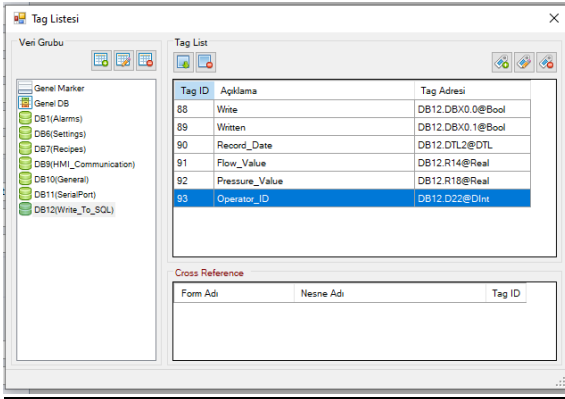 Tag Listesi
Veri Grubu
Genel Marker
Genel DB
DB1(Alarms)
DB6(Settings)
DB7(Recipes)
DB9(HMI_Communication)
DB10(General)
DB11(SerialPort)
DB12(Write_To_SQL)
Tag List
Tag ID Açıklama Tag Adresi
88 Write DB12.DBX0.0@Bool
89 Written DB12.DBX0.1@Bool
90 Record_Date DB12.DTL2@DTL
91 Flow_Value DB12.R14@Real
92 Pressure_Value DB12.R18@Real
93 Operator_ID DB12.D22@DInt
Cross Reference
Form Adı Nesne Adı Tag ID